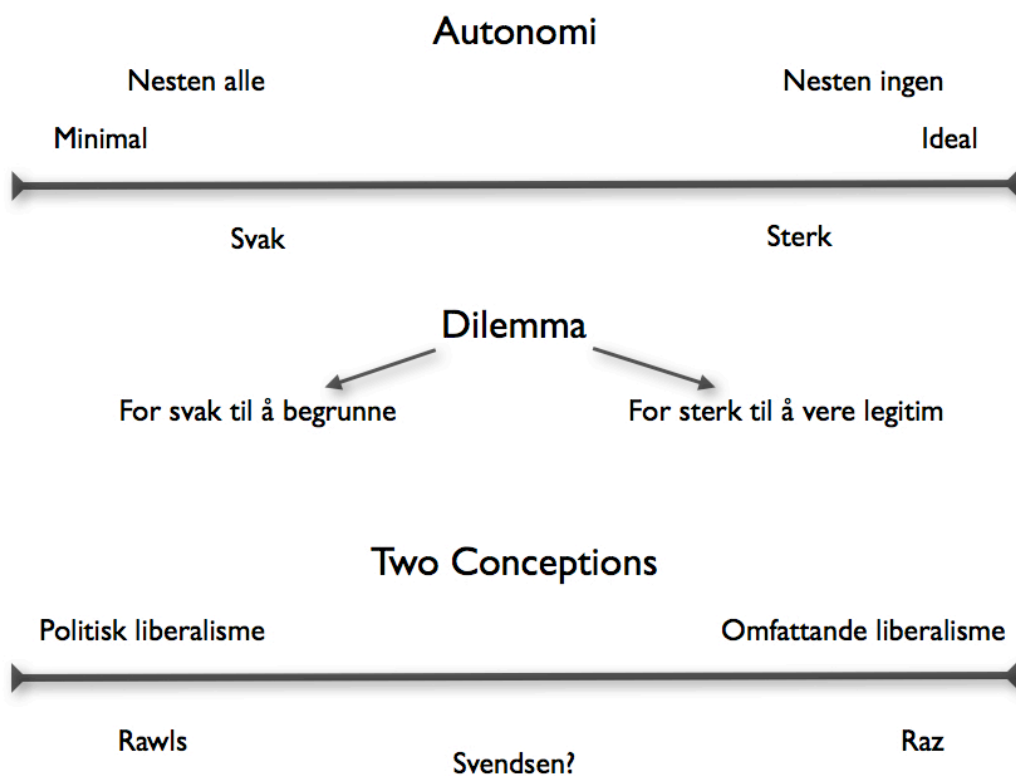 Autonomi
Nesten alle Nesten ingen
Minimal Ideal
Svak Sterk
Dilemma
For svak til å begrunne For sterk til å vere legitim
Two Conceptions
Politisk liberalisme Omfattande liberalisme
Rawls Raz
Svendsen?